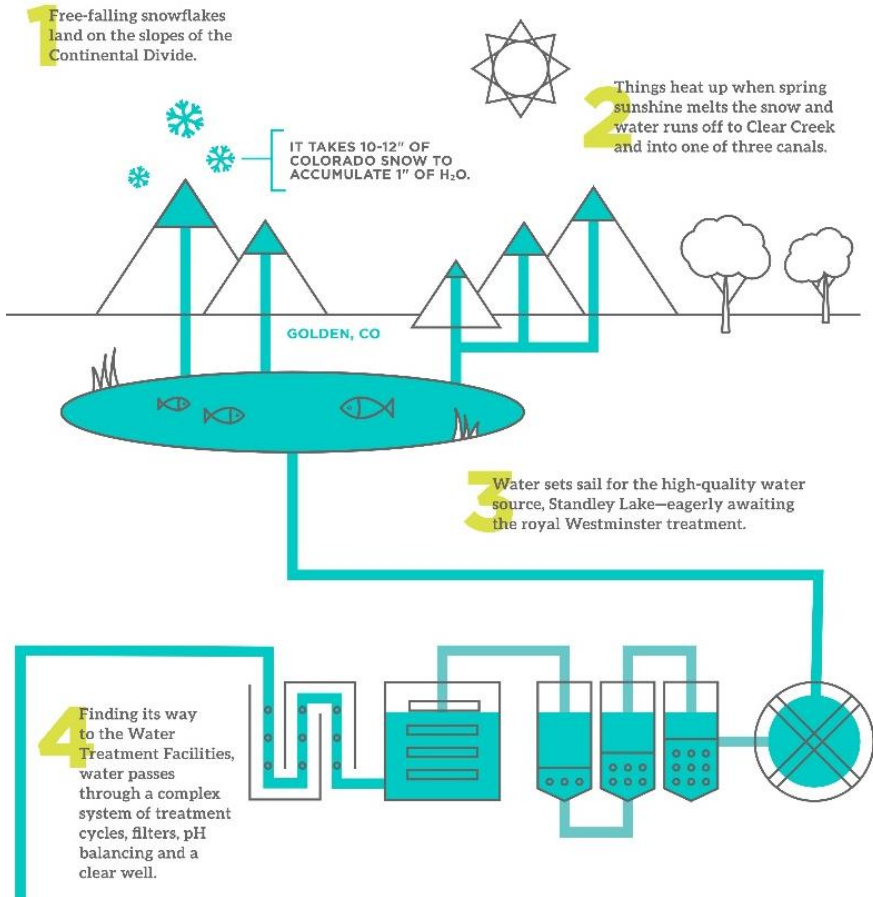 1
Free-falling snowflakes
land on the slopes of the
Continental Divide.
IT TAKES 10-12" OF
COLORADO SNOW TO
ACCUMULATE 1" OF H₂O.
2
Things heat up when spring
sunshine melts the snow and
water runs off to Clear Creek
and into one of three canals.
GOLDEN, CO
3
Water sets sail for the high-quality water
source, Standley Lake—eagerly awaiting
the royal Westminster treatment.
4
Finding its way
to the Water
Treatment Facilities,
water passes
through a complex
system of treatment
cycles, filters, pH
balancing and a
clear well.